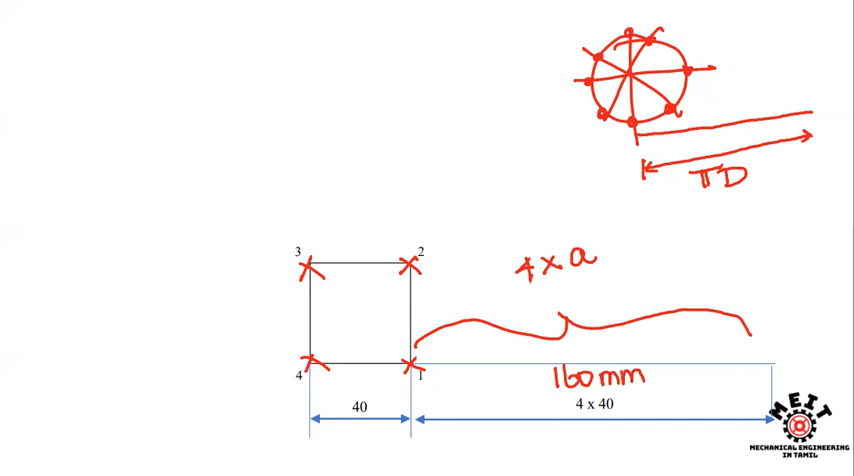 πD
3
2
4 x a
4
1
160mm
40
4 x 40
MEIT
MECHANICAL ENGINEERING
IN TAMIL